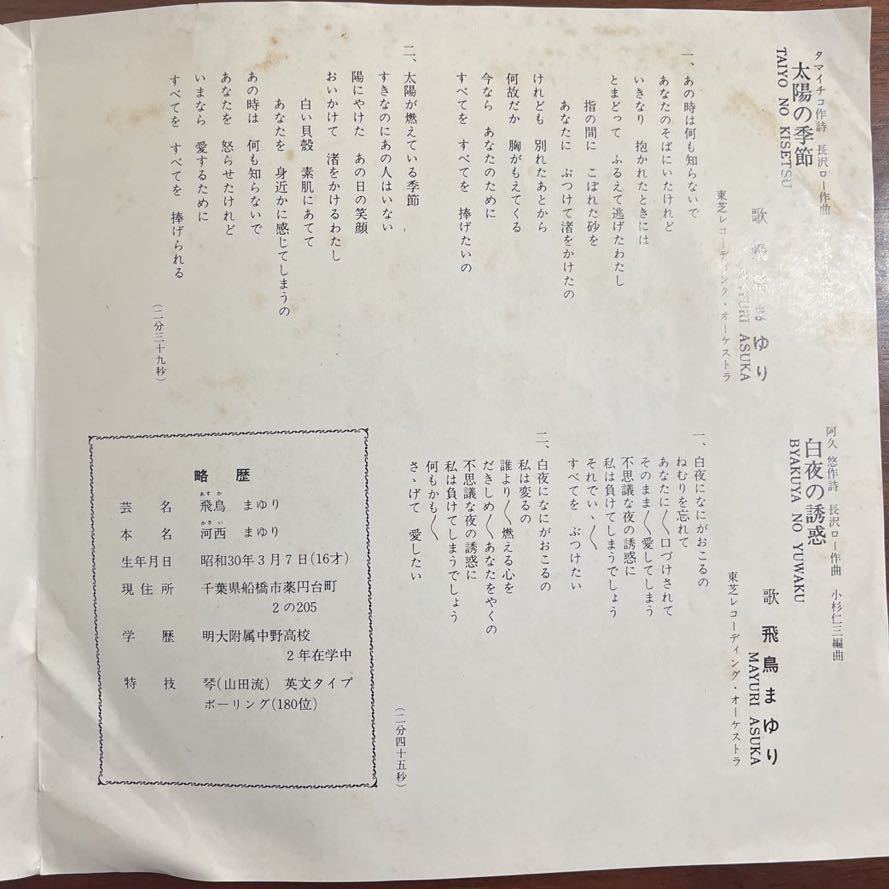 タマイチコ作詩 長沢ロー作曲
太陽の季節
TAIYO NO KISETSU
歌 飛鳥まゆり
MAYURI ASUKA
東芝レコーディング・オーケストラ
一、あの時は何も知らないで
あなたのそばにいたけれど
いきなり 抱かれたときには
とまどって ふるえて逃げたわたし
指の間に こぼれた砂を
あなたに ぶつけて渚をかけたの
けれども 別れたあとから
何故だか 胸がもえてくる
今なら あなたのために
すべてを すべてを 捧げたいの
二、太陽が燃えている季節
すきなのにあの人はいない
陽にやけた あの日の笑顔
おいかけて 渚をかけるわたし
白い貝殻 素肌にあてて
あなたを 身近かに感じてしまうの
あの時は 何も知らないで
あなたを 怒らせたけれど
いまなら 愛するために
すべてを すべてを 捧げられる
(二分三十九秒)
阿久 悠作詩 長沢ロー作曲 小杉仁三編曲
白夜の誘惑
BYAKUYA NO YUWAKU
歌 飛鳥まゆり
MAYURI ASUKA
東芝レコーディング・オーケストラ
一、白夜になにがおこるの
ねむりを忘れて
あなたに〱口づけされて
そのまま〱愛してしまう
不思議な夜の誘惑に
私は負けてしまうでしょう
それでいゝ〱
すべてを ぶつけたい
二、白夜になにがおこるの
私は変るの
誰より〱燃える心を
だきしめ〱あなたをやくの
不思議な夜の誘惑に
私は負けてしまうでしょう
何もかも〱
さゝげて 愛したい
(二分四十五秒)
略 歴
芸名 飛鳥(あすか) まゆり
本名 河西(かさい) まゆり
生年月日 昭和30年3月7日(16才)
現住所 千葉県船橋市薬円台町
2の205
学歴 明大附属中野高校
2年在学中
特技 琴(山田流) 英文タイプ
ボーリング(180位)